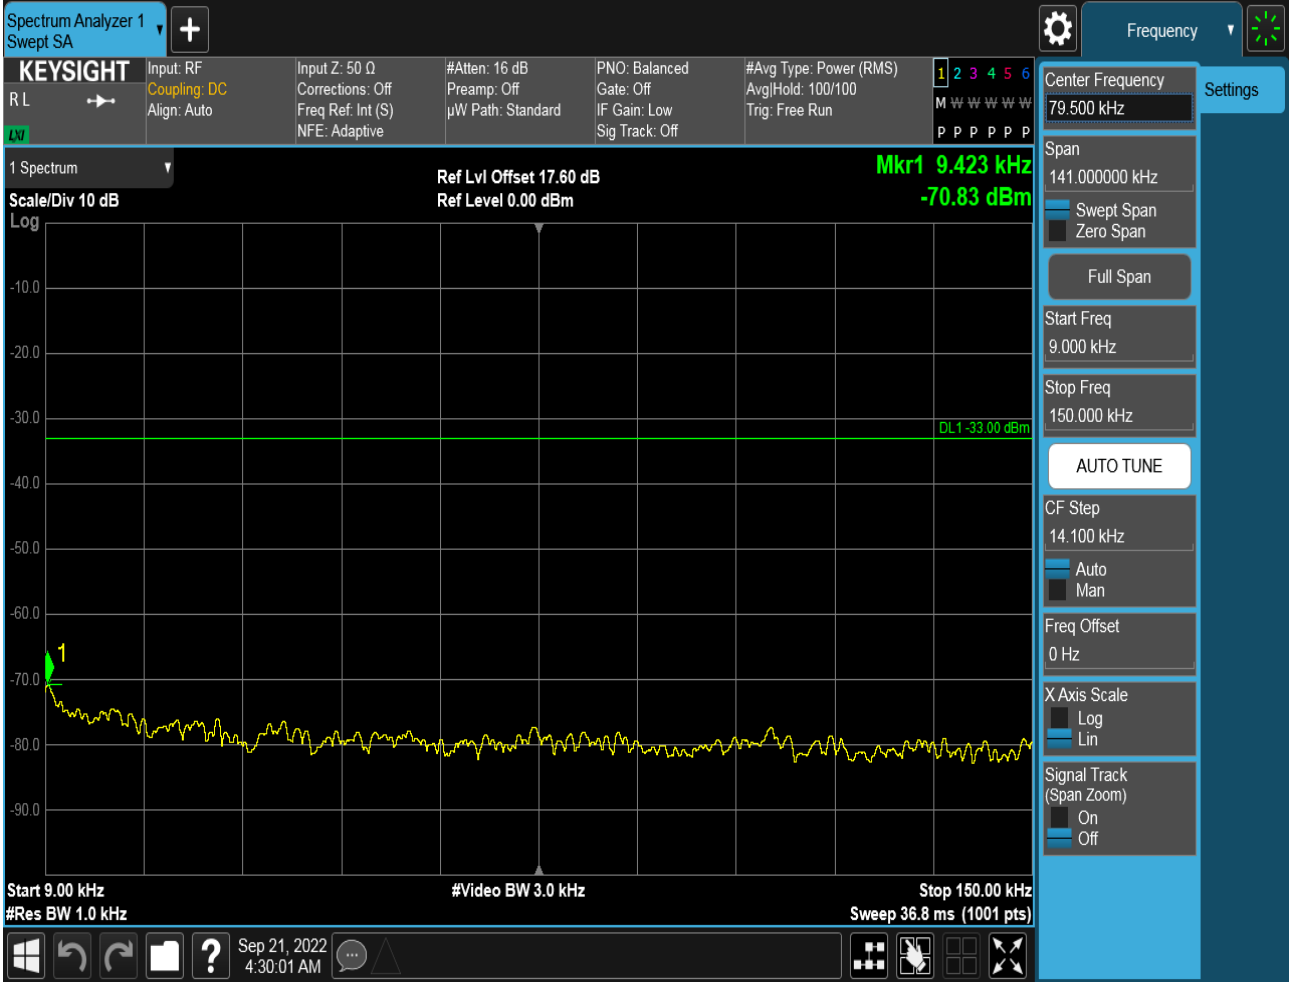 Spectrum Analyzer 1
Swept SA
Frequency
KEYSIGHT
R L
LXI
Input: RF
Coupling: DC
Align: Auto
Input Z: 50 Ω
Corrections: Off
Freq Ref: Int (S)
NFE: Adaptive
#Atten: 16 dB
Preamp: Off
µW Path: Standard
PNO: Balanced
Gate: Off
IF Gain: Low
Sig Track: Off
#Avg Type: Power (RMS)
Avg|Hold: 100/100
Trig: Free Run
1 2 3 4 5 6
M W W W W W
P P P P P P
1 Spectrum
Scale/Div 10 dB
Log
Ref Lvl Offset 17.60 dB
Ref Level 0.00 dBm
Mkr1 9.423 kHz
-70.83 dBm
-10.0
-20.0
-30.0
DL1 -33.00 dBm
-40.0
-50.0
-60.0
1
-70.0
-80.0
-90.0
Start 9.00 kHz
#Video BW 3.0 kHz
Stop 150.00 kHz
#Res BW 1.0 kHz
Sweep 36.8 ms (1001 pts)
?
Sep 21, 2022
4:30:01 AM
Center Frequency
79.500 kHz
Settings
Span
141.000000 kHz
Swept Span
Zero Span
Full Span
Start Freq
9.000 kHz
Stop Freq
150.000 kHz
AUTO TUNE
CF Step
14.100 kHz
Auto
Man
Freq Offset
0 Hz
X Axis Scale
Log
Lin
Signal Track
(Span Zoom)
On
Off